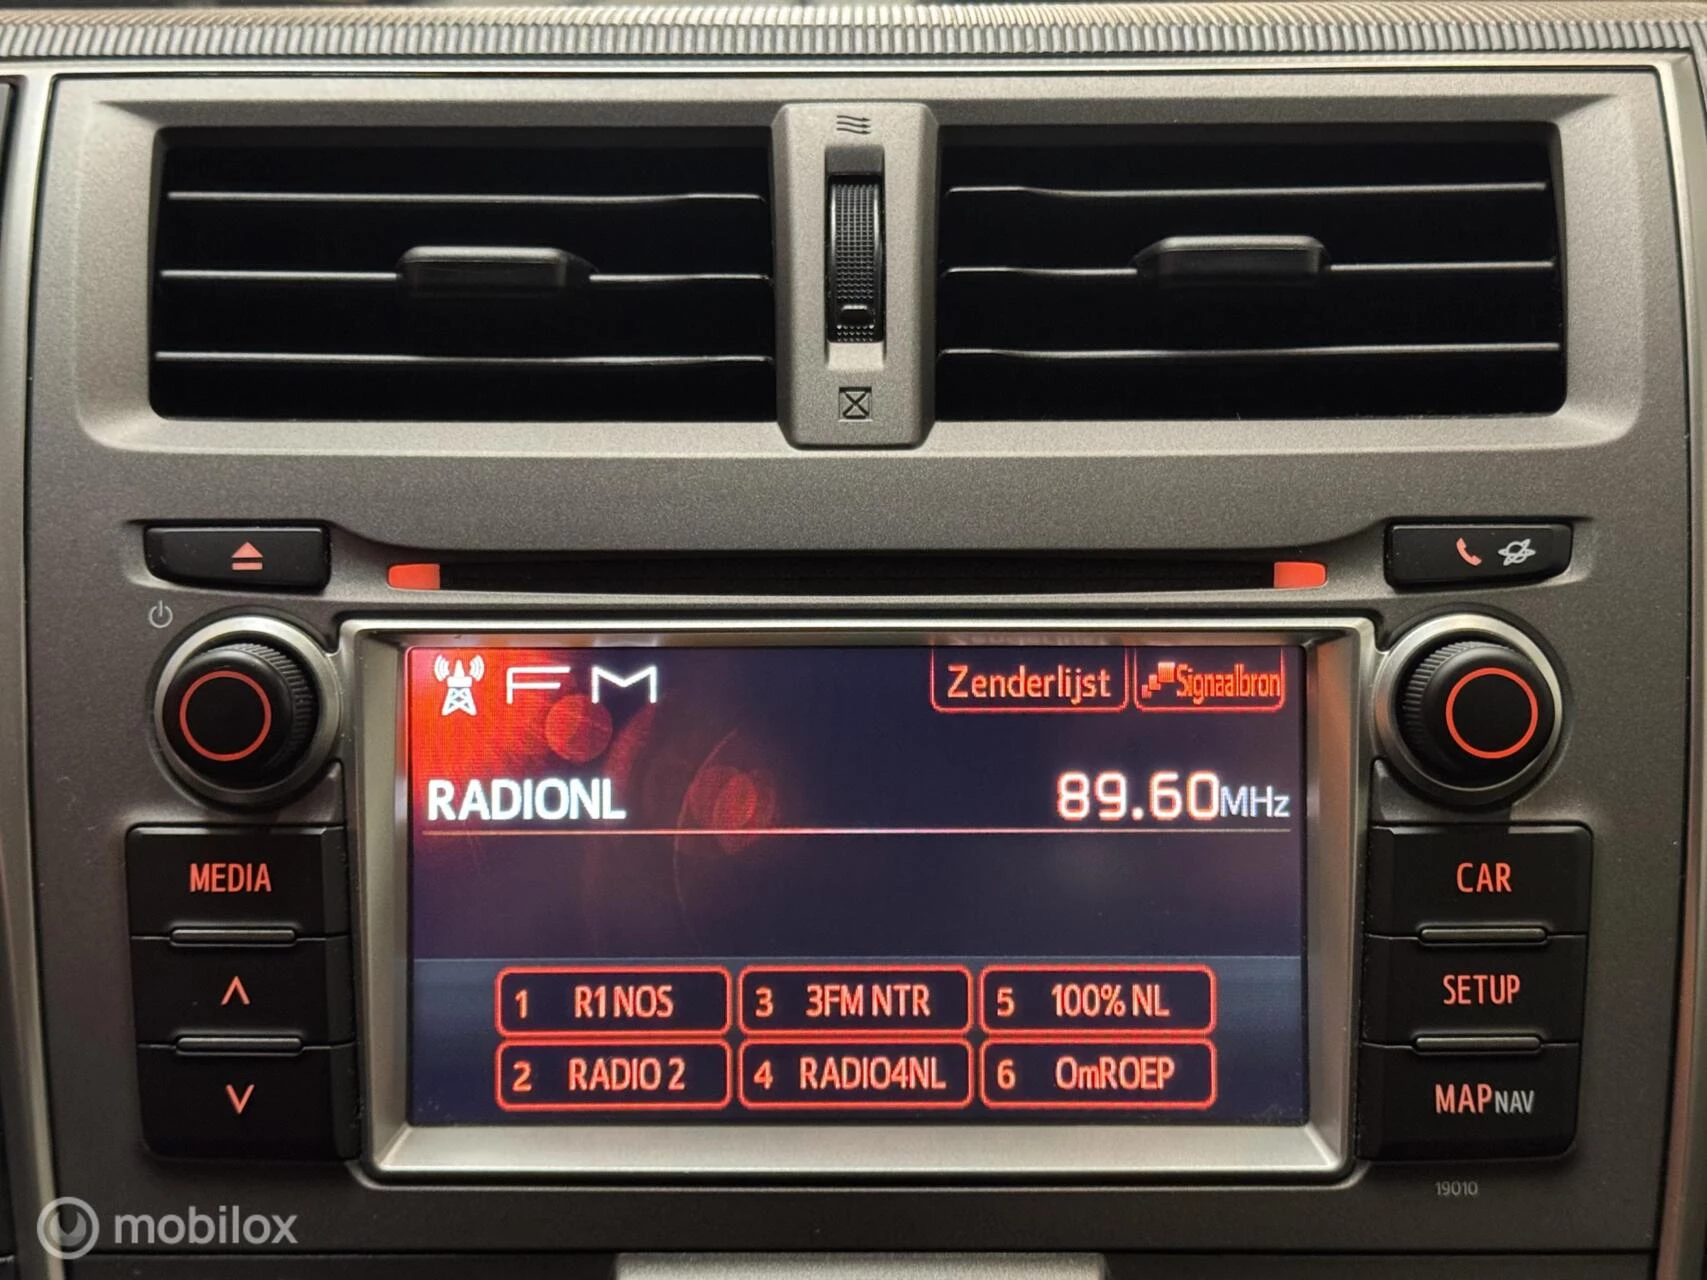 FM
Zenderlijst
Signaalbron
RADIONL
89.60MHz
MEDIA
CAR
SETUP
MAPNAV
1 R1 NOS
3 3FM NTR
5 100% NL
2 RADIO 2
4 RADIO4NL
6 OmROEP
19010
mobilox